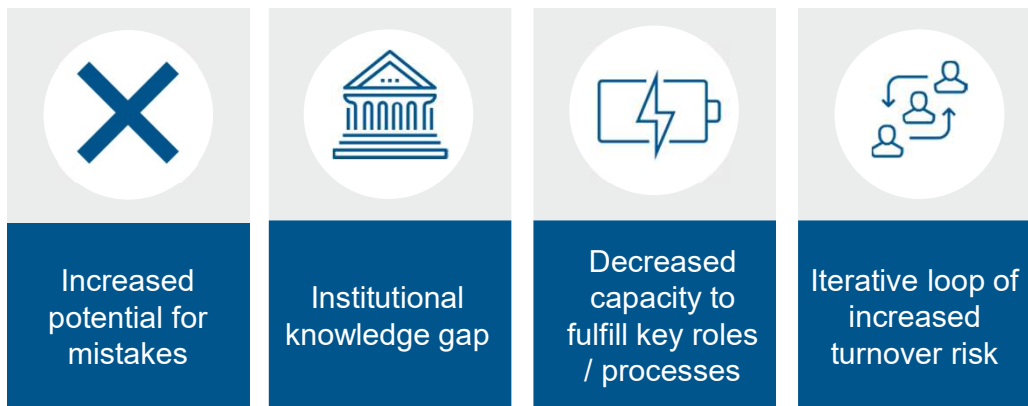 Increased
potential for
mistakes
Institutional
knowledge gap
Decreased
capacity to
fulfill key roles
/ processes
Iterative loop of
increased
turnover risk